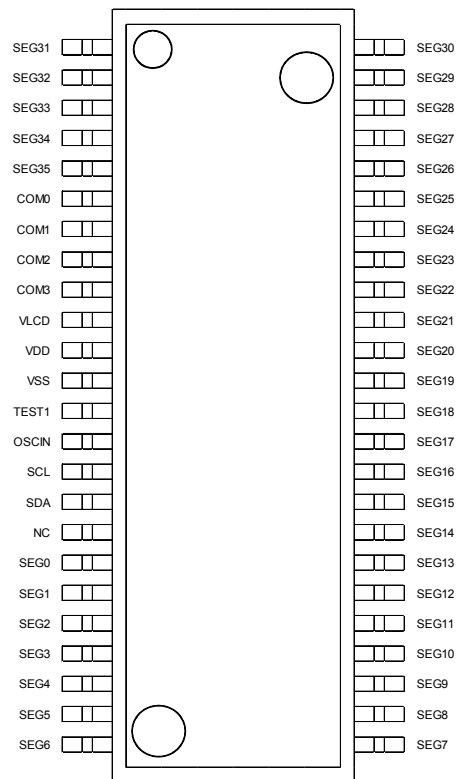 SEG31
SEG32
SEG33
SEG34
SEG35
COM0
COM1
COM2
COM3
VLCD
VDD
VSS
TEST1
OSCIN
SCL
SDA
NC
SEG0
SEG1
SEG2
SEG3
SEG4
SEG5
SEG6
SEG30
SEG29
SEG28
SEG27
SEG26
SEG25
SEG24
SEG23
SEG22
SEG21
SEG20
SEG19
SEG18
SEG17
SEG16
SEG15
SEG14
SEG13
SEG12
SEG11
SEG10
SEG9
SEG8
SEG7